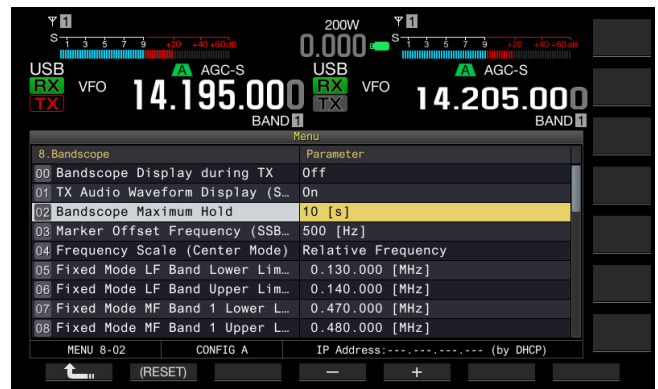 1 200W 1
S 1 3 5 7 9 +20 +40 +60dB 0.000 S 1 3 5 7 9 +20 +40 +60dB
USB A AGC-S USB A AGC-S
RX VFO 14.195.000 RX VFO 14.205.000
TX TX
BAND 1 BAND 1
Menu
8.Bandscope Parameter
00 Bandscope Display during TX Off
01 TX Audio Waveform Display (S… On
02 Bandscope Maximum Hold 10 [s]
03 Marker Offset Frequency (SSB… 500 [Hz]
04 Frequency Scale (Center Mode) Relative Frequency
05 Fixed Mode LF Band Lower Lim… 0.130.000 [MHz]
06 Fixed Mode LF Band Upper Lim… 0.140.000 [MHz]
07 Fixed Mode MF Band 1 Lower L… 0.470.000 [MHz]
08 Fixed Mode MF Band 1 Upper L… 0.480.000 [MHz]
MENU 8-02 CONFIG A IP Address:---.---.---.--- (by DHCP)
(RESET) − +